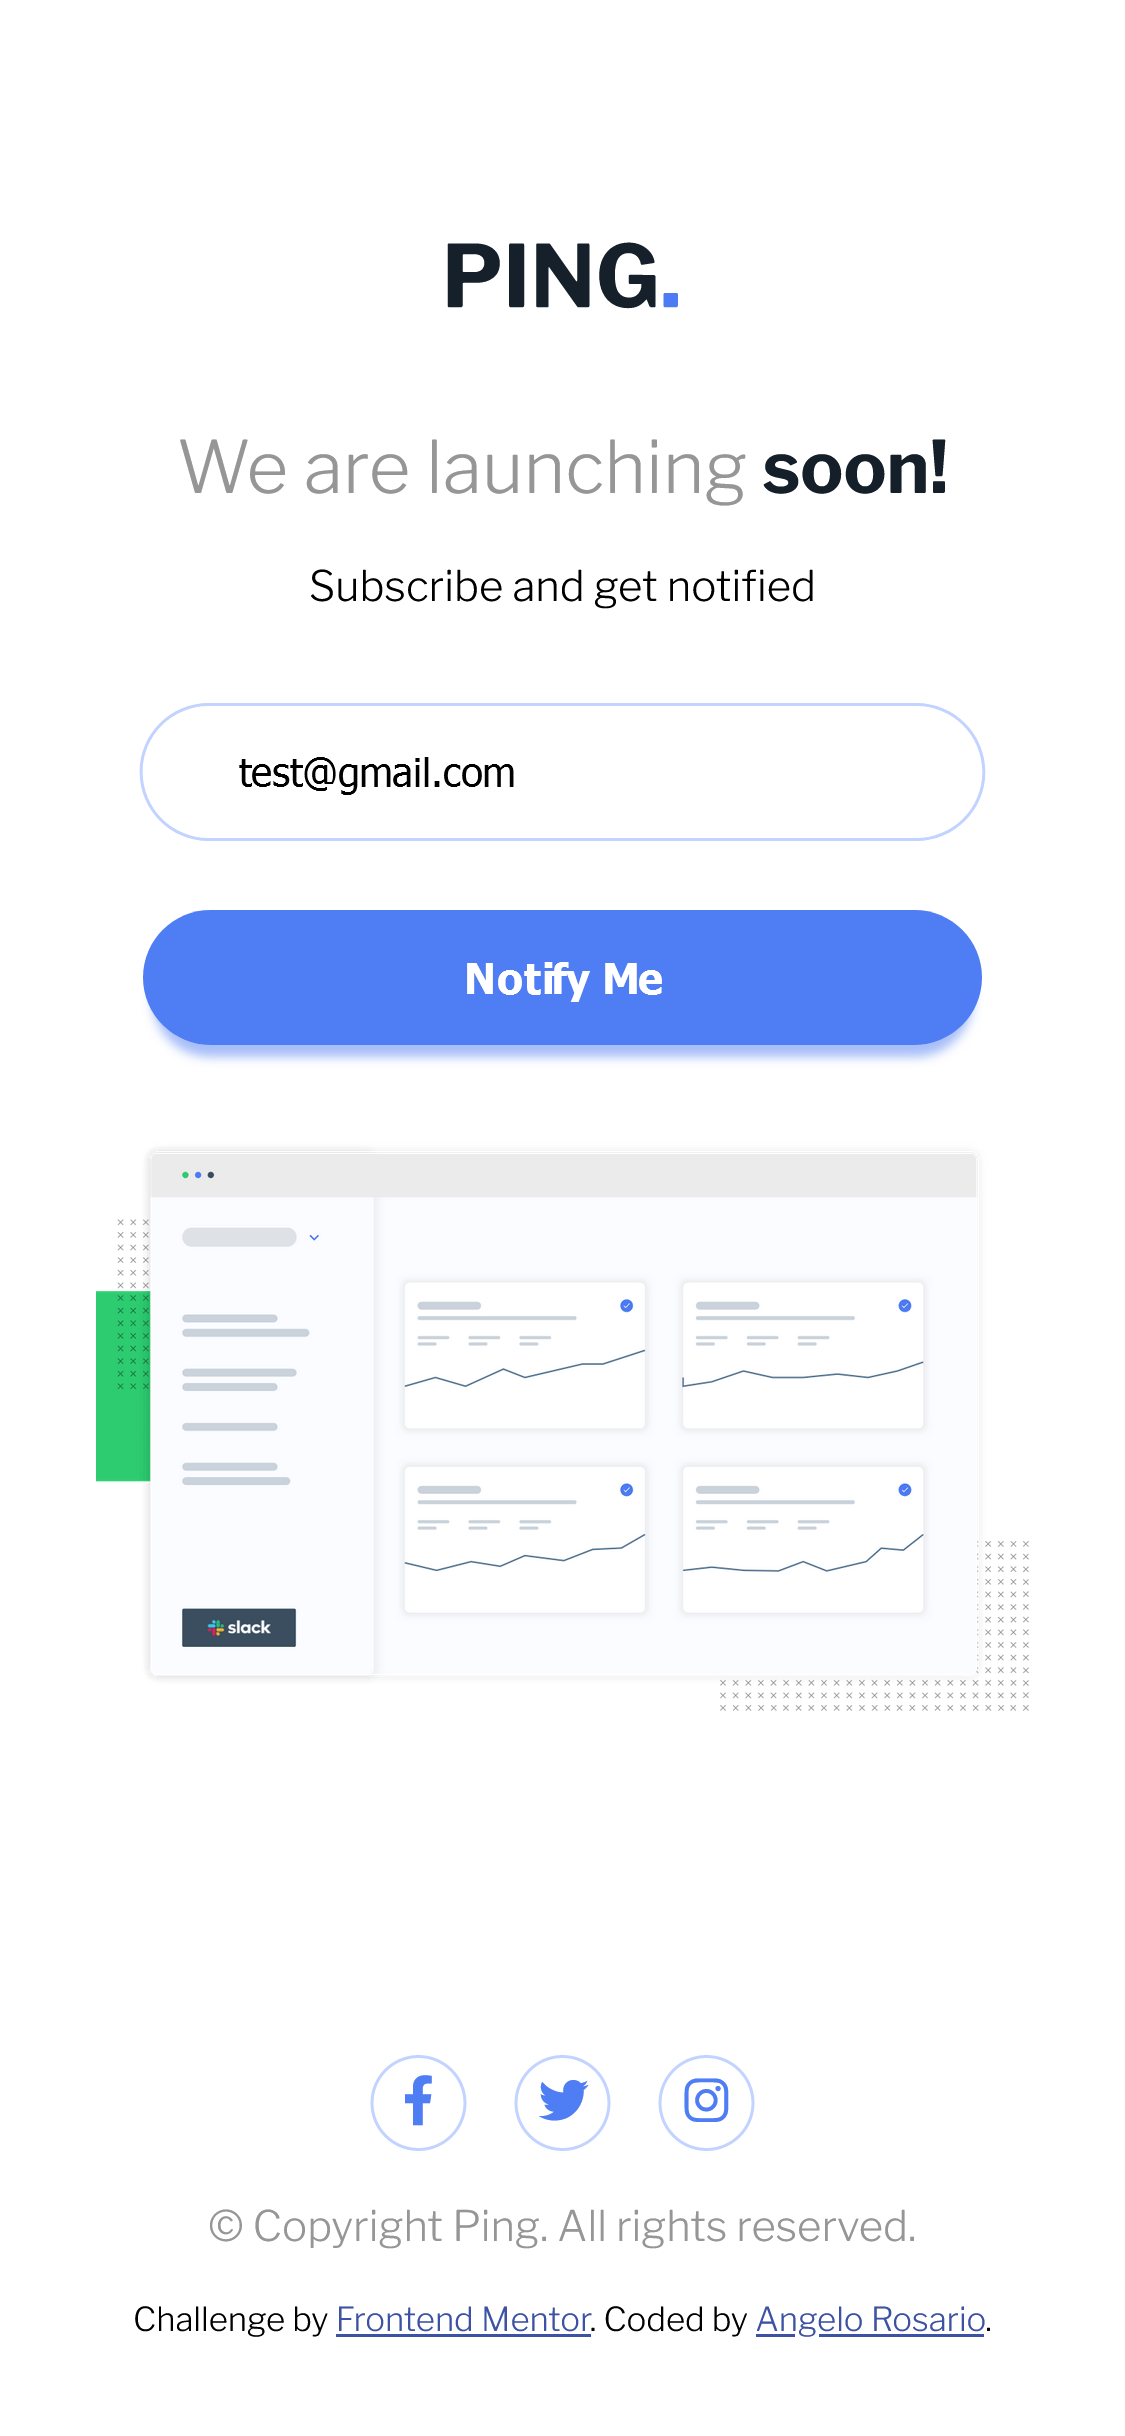 PING.
We are launching soon!
Subscribe and get notified
test@gmail.com
Notify Me
slack
© Copyright Ping. All rights reserved.
Challenge by Frontend Mentor. Coded by Angelo Rosario.